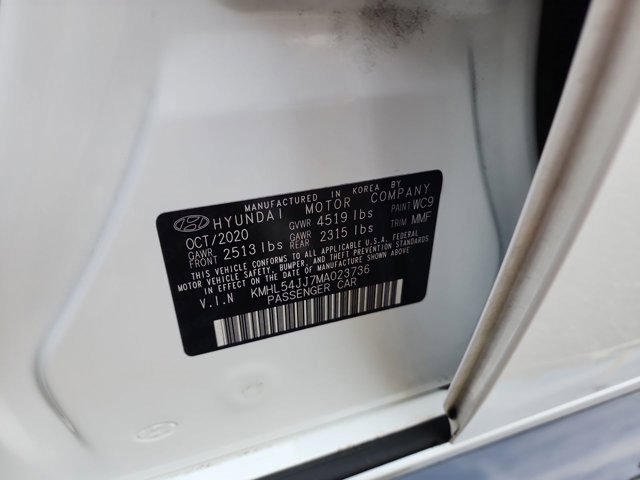 MANUFACTURED IN KOREA BY
HYUNDAI MOTOR COMPANY
OCT/2020 GVWR 4519 lbs PAINT WC9
GAWR FRONT 2513 lbs GAWR REAR 2315 lbs TRIM MMF
THIS VEHICLE CONFORMS TO ALL APPLICABLE U.S.A. FEDERAL
MOTOR VEHICLE SAFETY, BUMPER, AND THEFT PREVENTION STANDARDS
IN EFFECT ON THE DATE OF MANUFACTURE SHOWN ABOVE.
V.I.N KMHL54JJ7MA023736
PASSENGER CAR